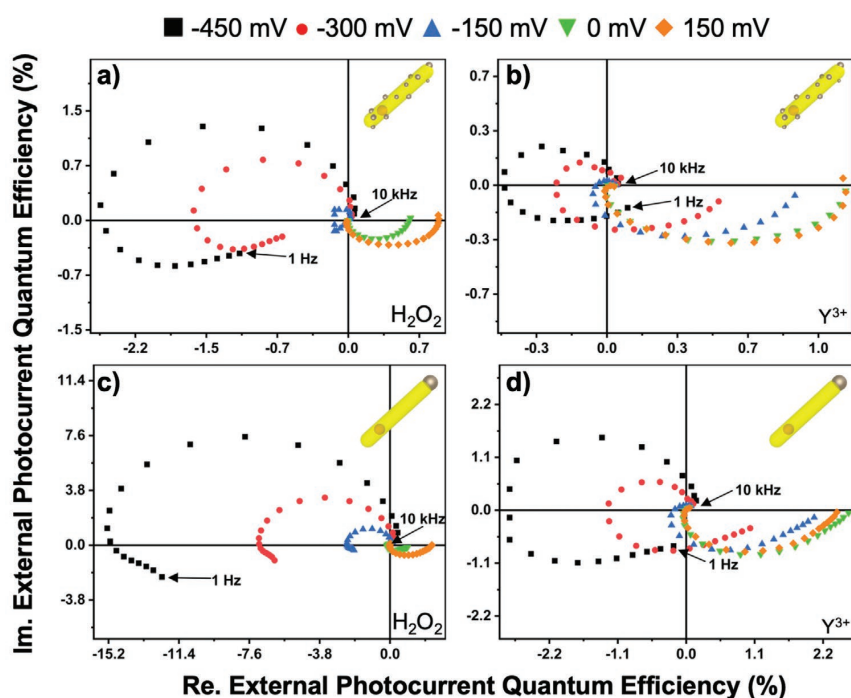 -450 mV -300 mV -150 mV 0 mV 150 mV
Im. External Photocurrent Quantum Efficiency (%)
a)
1.5
0.7
0.0
-0.7
-1.5
10 kHz
1 Hz
H₂O₂
-2.2 -1.5 -0.7 0.0 0.7
b)
0.7
0.3
0.0
-0.3
-0.7
10 kHz
1 Hz
Y³⁺
-0.3 0.0 0.3 0.7 1.0
c)
11.4
7.6
3.8
0.0
-3.8
10 kHz
1 Hz
H₂O₂
-15.2 -11.4 -7.6 -3.8 0.0
d)
2.2
1.1
0.0
-1.1
-2.2
10 kHz
1 Hz
Y³⁺
-2.2 -1.1 0.0 1.1 2.2
Re. External Photocurrent Quantum Efficiency (%)